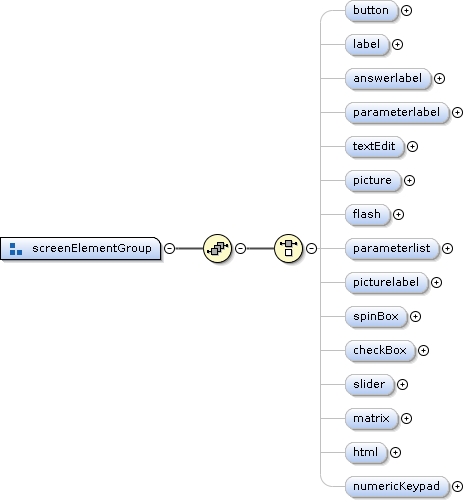 button
label
answerlabel
parameterlabel
textEdit
picture
flash
screenElementGroup
parameterlist
picturelabel
spinBox
checkBox
slider
matrix
html
numericKeypad